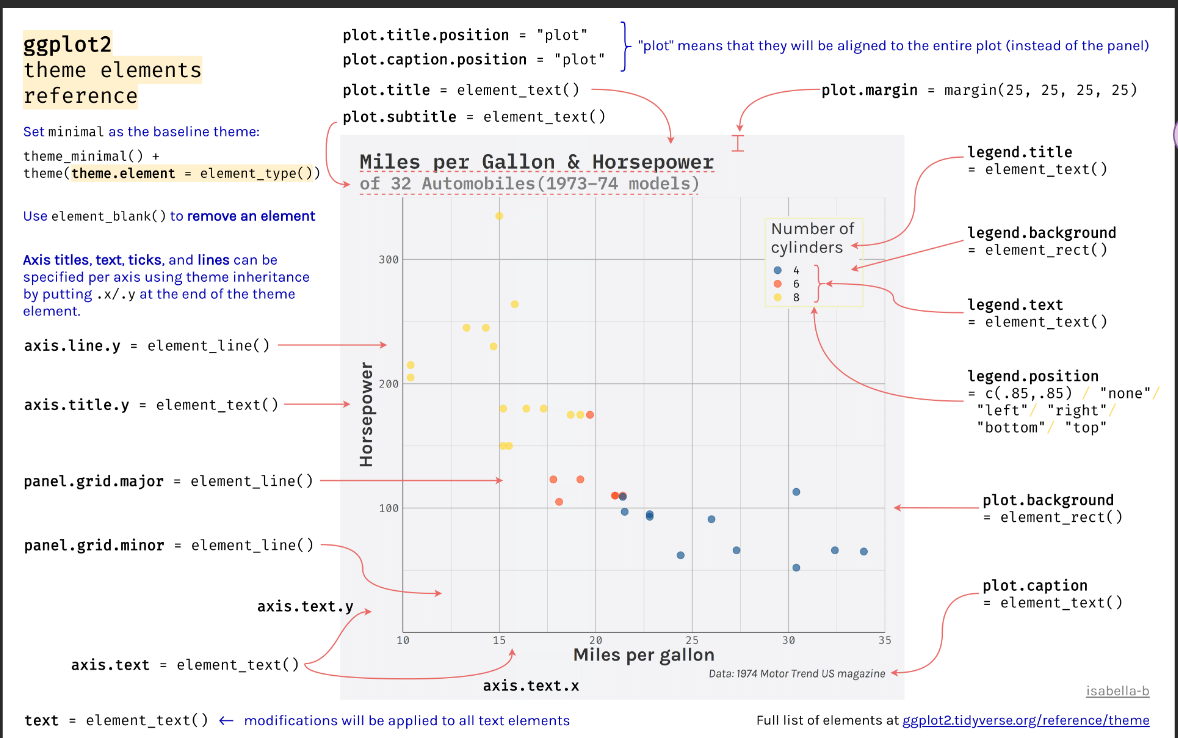 ggplot2
theme elements
reference
Set minimal as the baseline theme:
theme_minimal() +
theme(theme.element = element_type())
Use element_blank() to remove an element
Axis titles, text, ticks, and lines can be
specified per axis using theme inheritance
by putting .x/.y at the end of the theme
element.
plot.title.position = "plot"
plot.caption.position = "plot"
"plot" means that they will be aligned to the entire plot (instead of the panel)
plot.title = element_text()
plot.subtitle = element_text()
plot.margin = margin(25, 25, 25, 25)
Miles per Gallon & Horsepower
of 32 Automobiles(1973–74 models)
legend.title
= element_text()
legend.background
= element_rect()
legend.text
= element_text()
legend.position
= c(.85,.85) / "none"/
"left"/ "right"/
"bottom"/ "top"
plot.background
= element_rect()
plot.caption
= element_text()
Number of
cylinders
4
6
8
axis.line.y = element_line()
axis.title.y = element_text()
panel.grid.major = element_line()
panel.grid.minor = element_line()
axis.text.y
axis.text = element_text()
axis.text.x
Horsepower
300
200
100
10 15 20 25 30 35
Miles per gallon
Data: 1974 Motor Trend US magazine
isabella-b
text = element_text() ← modifications will be applied to all text elements
Full list of elements at ggplot2.tidyverse.org/reference/theme